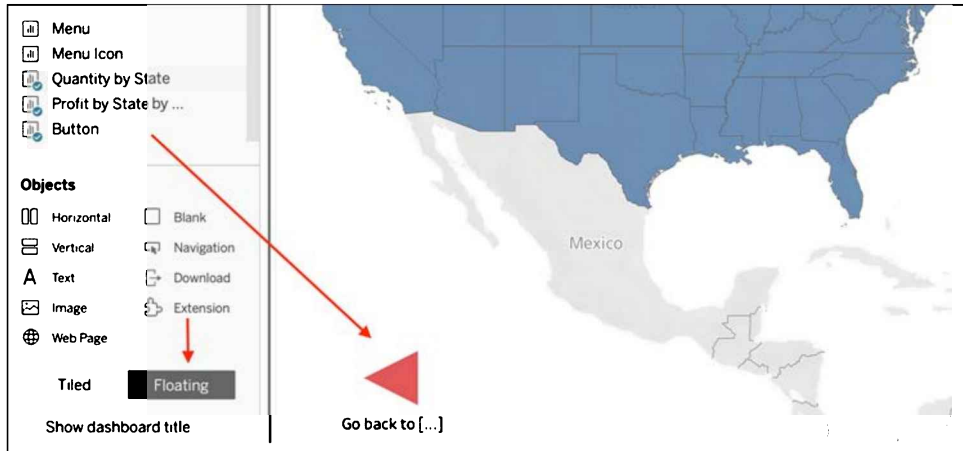 Menu
Menu Icon
Quantity by State
Profit by State by ...
Button
Objects
Horizontal Blank
Vertical Navigation
A Text Download
Image Extension
Web Page
Tiled Floating
Show dashboard title
Mexico
Go back to [...]